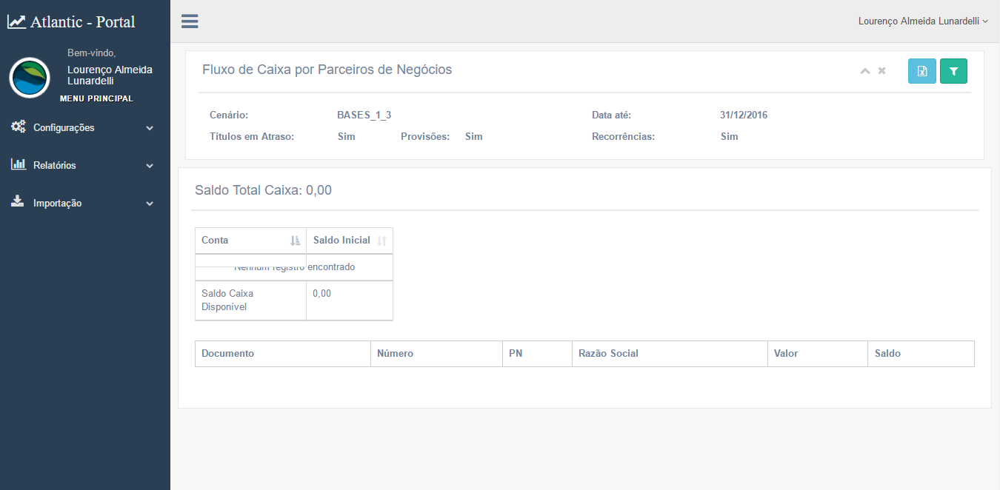 Atlantic - Portal
Lourenço Almeida Lunardelli
Bem-vindo,
Lourenço Almeida
Lunardelli
MENU PRINCIPAL
Configurações
Relatórios
Importação
Fluxo de Caixa por Parceiros de Negócios
Cenário: BASES_1_3 Data até: 31/12/2016
Títulos em Atraso: Sim Provisões: Sim Recorrências: Sim
Saldo Total Caixa: 0,00
Conta Saldo Inicial
Nenhum registro encontrado
Saldo Caixa 0,00
Disponível
Documento Número PN Razão Social Valor Saldo